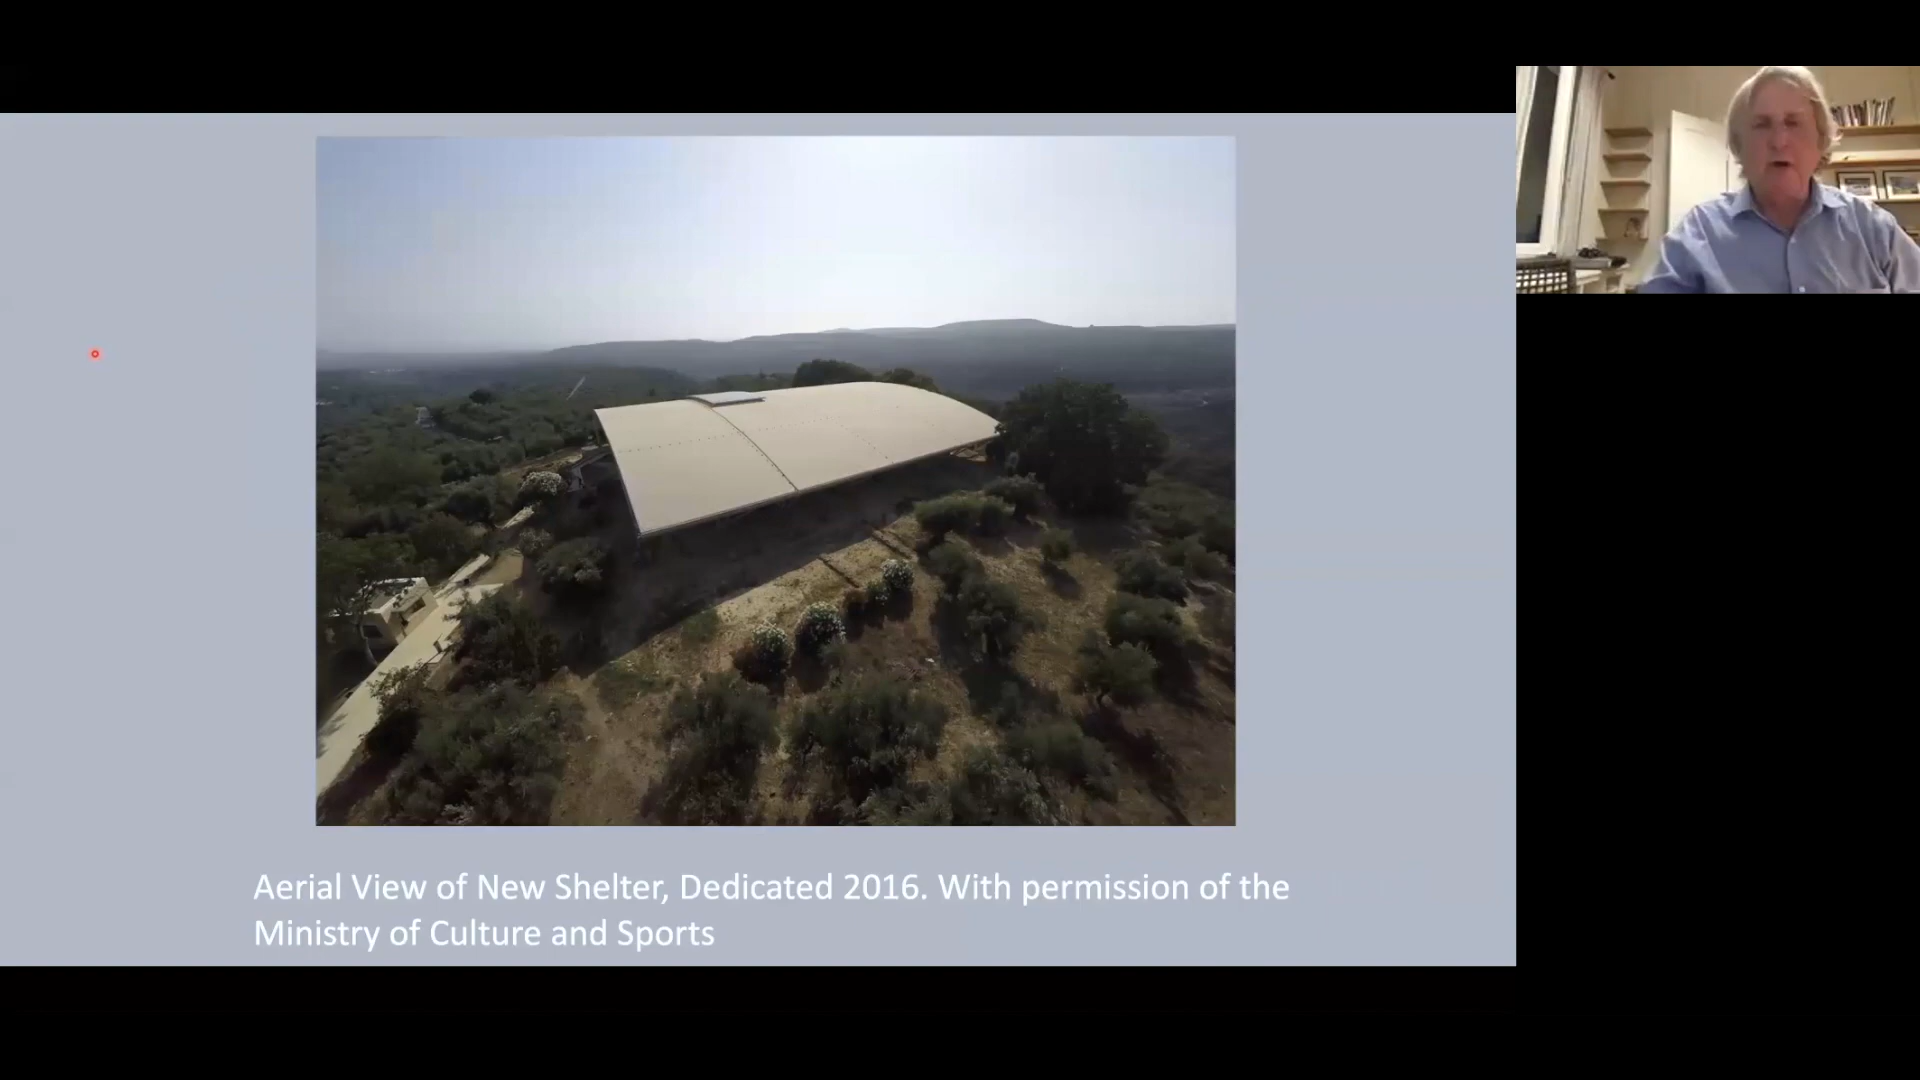 Aerial View of New Shelter, Dedicated 2016. With permission of the
Ministry of Culture and Sports